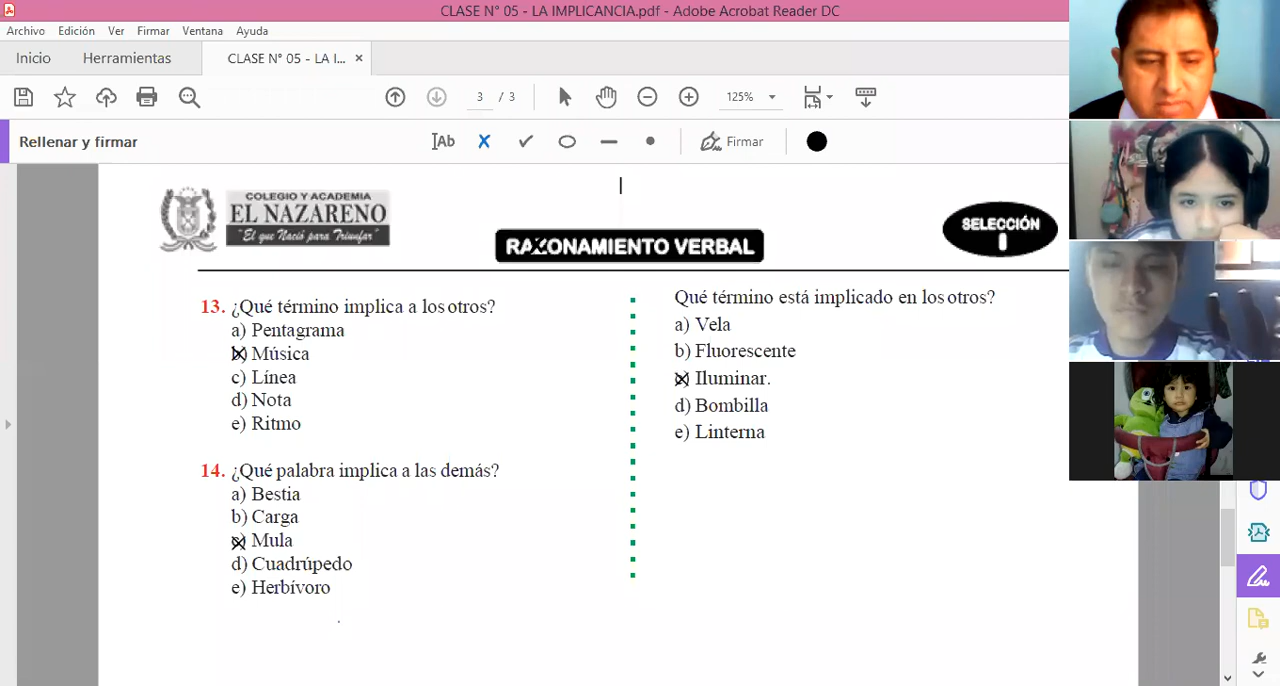 CLASE N° 05 - LA IMPLICANCIA.pdf - Adobe Acrobat Reader DC
Archivo Edición Ver Firmar Ventana Ayuda
Inicio Herramientas CLASE N° 05 - LA I... ×
3 / 3 125%
Rellenar y firmar
Ab Firmar
COLEGIO Y ACADEMIA
EL NAZARENO
"El que Nació para Triunfar"
RAZONAMIENTO VERBAL
SELECCIÓN
I
13. ¿Qué término implica a los otros?
a) Pentagrama
b) Música
c) Línea
d) Nota
e) Ritmo
14. ¿Qué palabra implica a las demás?
a) Bestia
b) Carga
c) Mula
d) Cuadrúpedo
e) Herbívoro
Qué término está implicado en los otros?
a) Vela
b) Fluorescente
c) Iluminar.
d) Bombilla
e) Linterna